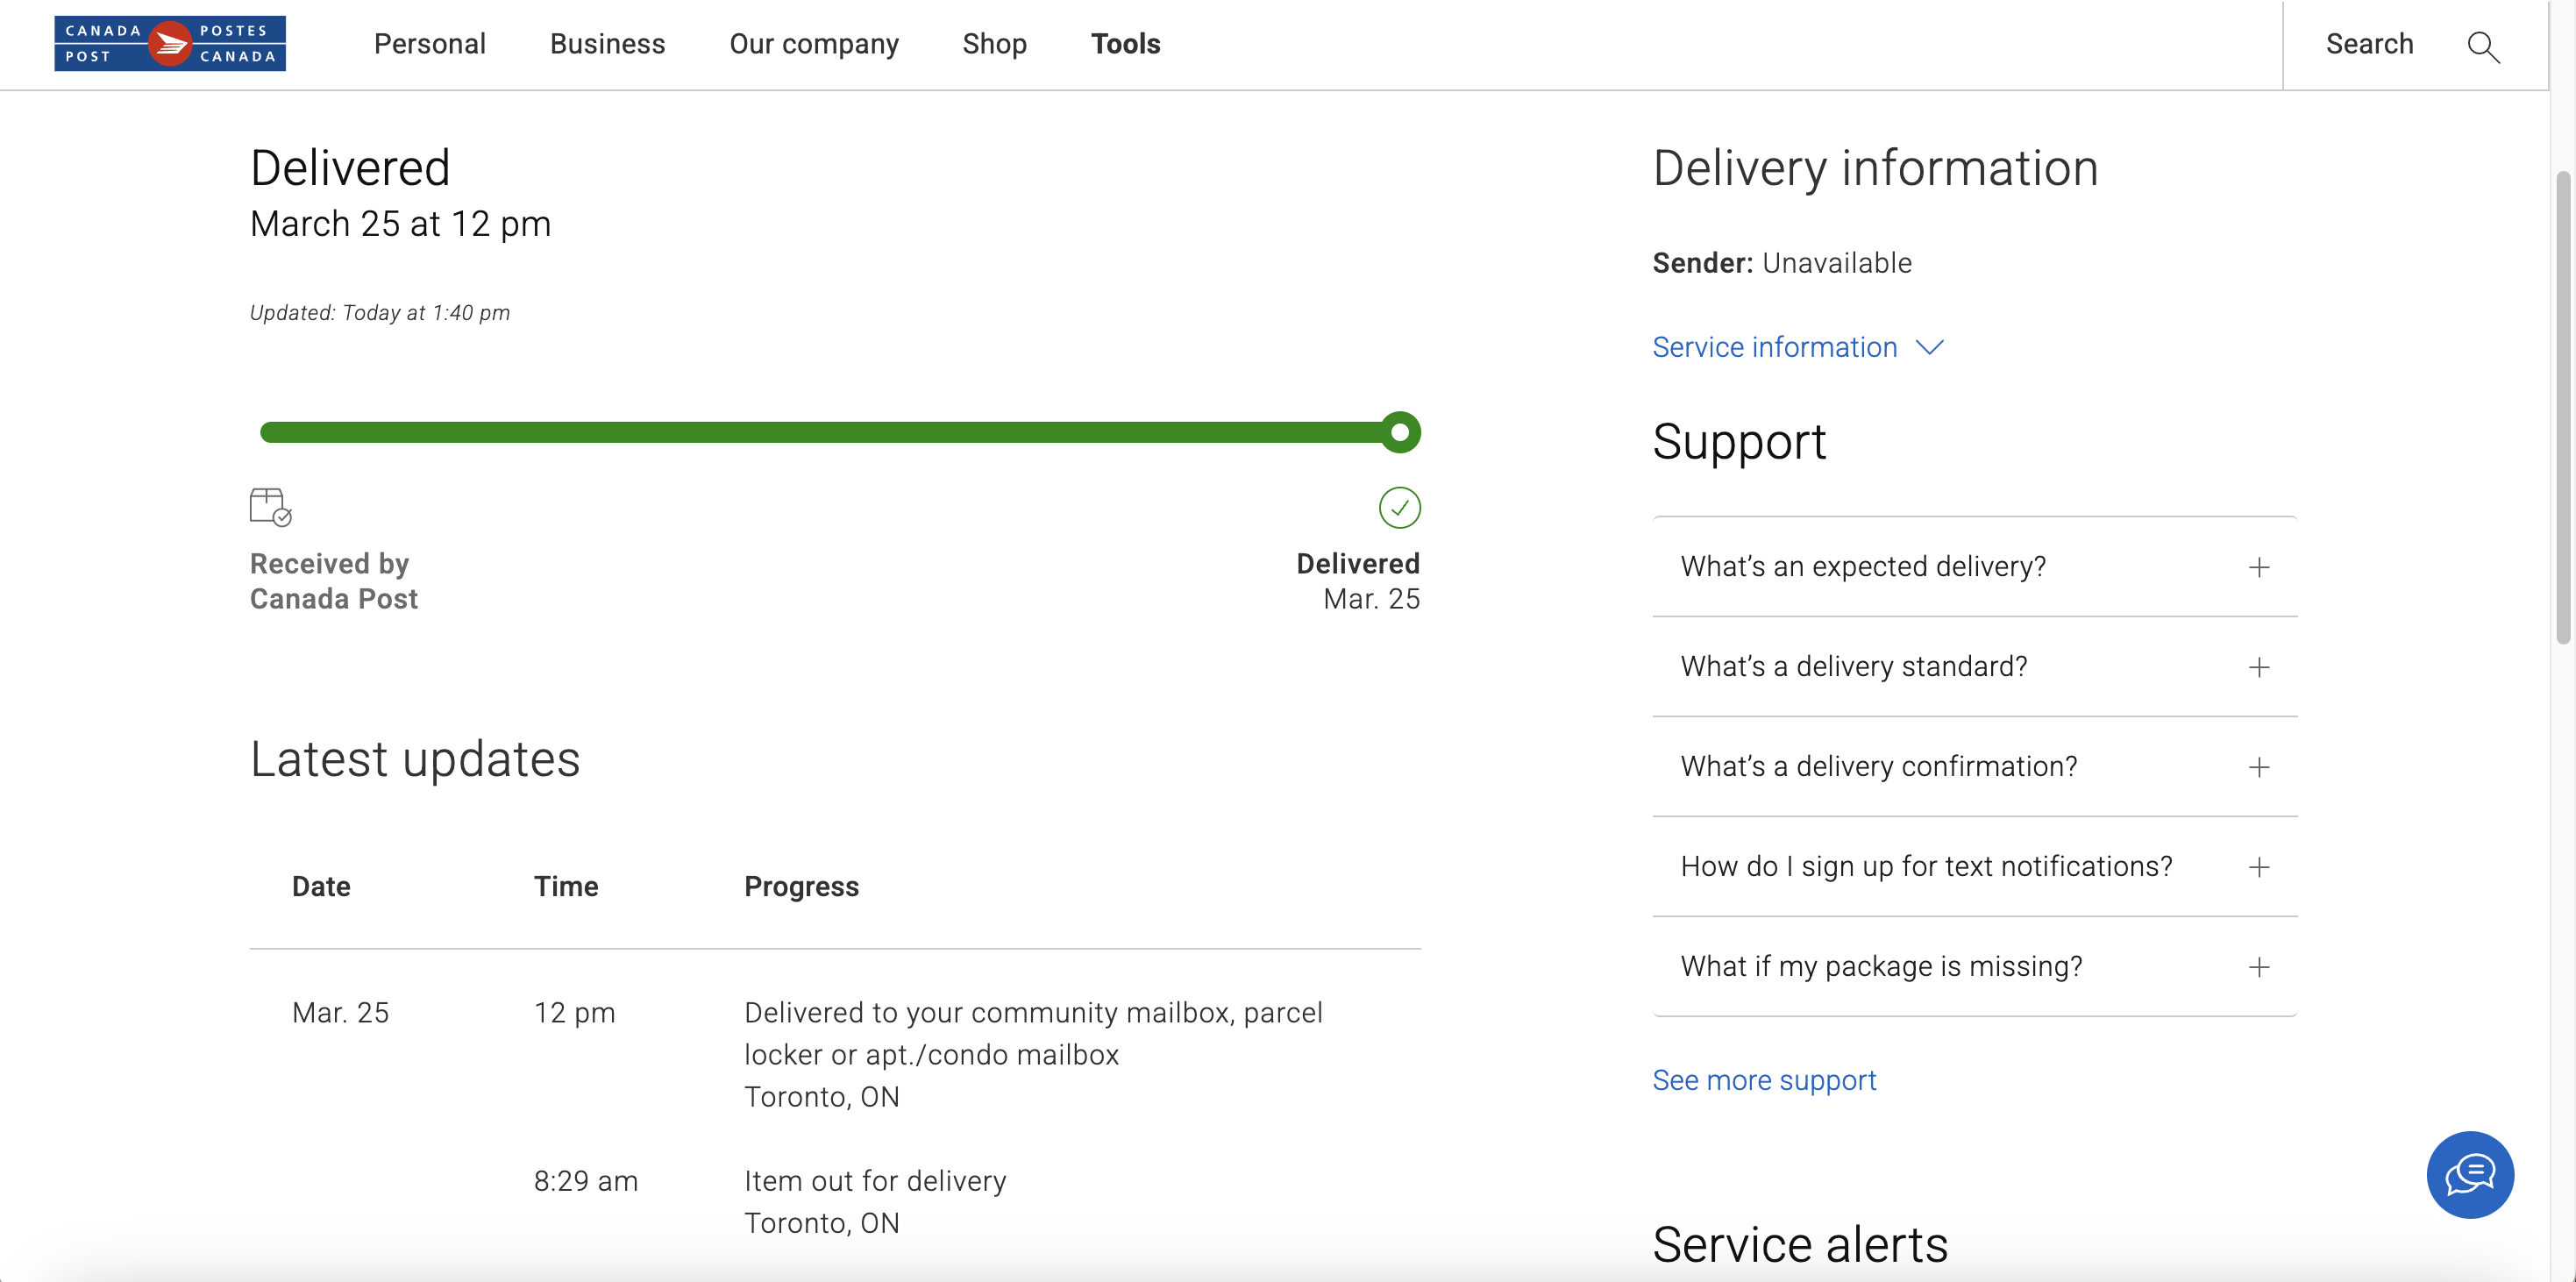 CANADA POSTES
POST CANADA
Personal
Business
Our company
Shop
Tools
Search
Delivered
March 25 at 12 pm
Updated: Today at 1:40 pm
Received by
Canada Post
Delivered
Mar. 25
Latest updates
Date Time Progress
Mar. 25 12 pm Delivered to your community mailbox, parcel
locker or apt./condo mailbox
Toronto, ON
8:29 am Item out for delivery
Toronto, ON
Delivery information
Sender: Unavailable
Service information
Support
What’s an expected delivery?
What’s a delivery standard?
What’s a delivery confirmation?
How do I sign up for text notifications?
What if my package is missing?
See more support
Service alerts